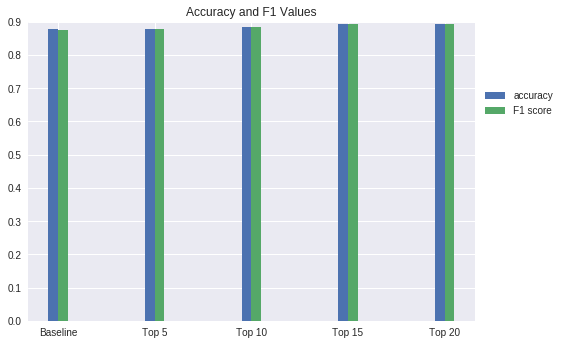 Accuracy and F1 Values
0.9
0.8
0.7
0.6
0.5
0.4
0.3
0.2
0.1
0.0
Baseline Top 5 Top 10 Top 15 Top 20
accuracy
F1 score